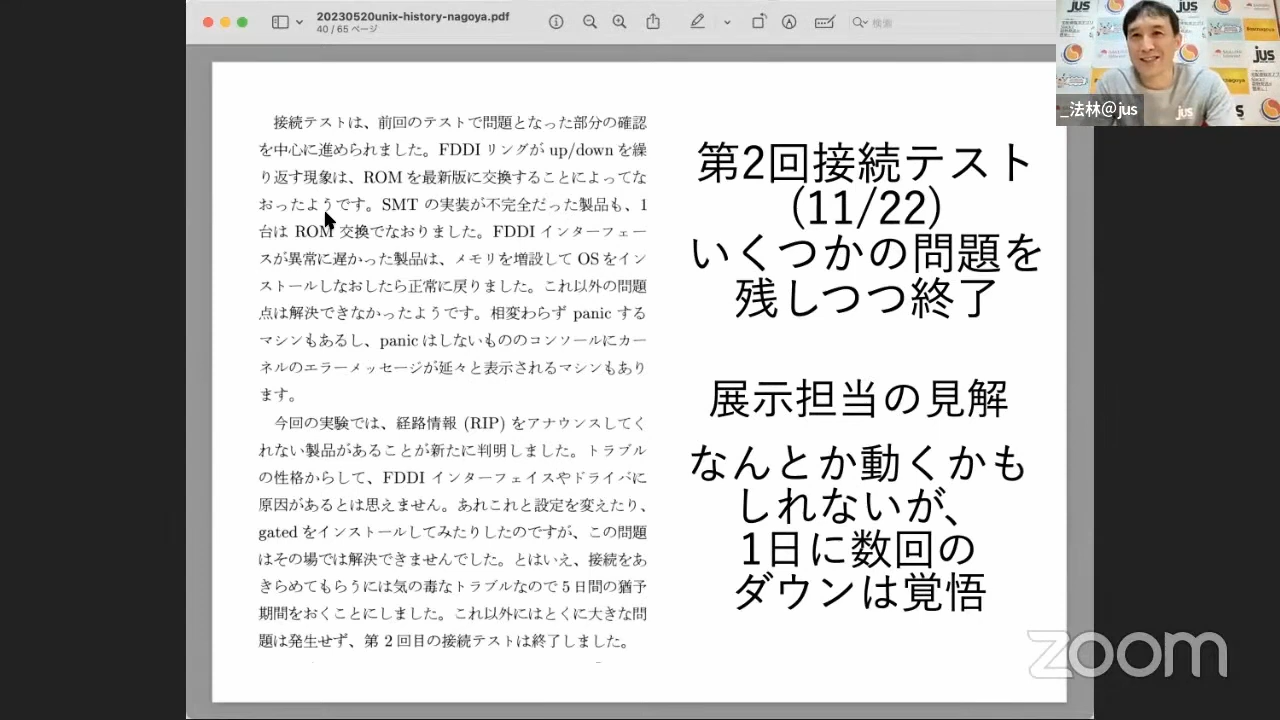 20230520unix-history-nagoya.pdf
40 / 65 ページ
検索
接続テストは、前回のテストで問題となった部分の確認
を中心に進められました。FDDI リングが up/down を繰
り返す現象は、ROM を最新版に交換することによってな
おったようです。SMT の実装が不完全だった製品も、1
台は ROM 交換でなおりました。FDDI インターフェー
スが異常に遅かった製品は、メモリを増設して OS をイン
ストールしなおしたら正常に戻りました。これ以外の問題
点は解決できなかったようです。相変わらず panic する
マシンもあるし、panic はしないもののコンソールにカー
ネルのエラーメッセージが延々と表示されるマシンもあり
ます。
今回の実験では、経路情報 (RIP) をアナウンスしてく
れない製品があることが新たに判明しました。トラブル
の性格からして、FDDI インターフェイスやドライバに
原因があるとは思えません。あれこれと設定を変えたり、
gated をインストールしてみたりしたのですが、この問題
はその場では解決できませんでした。とはいえ、接続をあ
きらめてもらうには気の毒なトラブルなので 5 日間の猶予
期間をおくことにしました。これ以外にはとくに大きな問
題は発生せず、第 2 回目の接続テストは終了しました。
第2回接続テスト
(11/22)
いくつかの問題を
残しつつ終了
展示担当の見解
なんとか動くかも
しれないが、
1日に数回の
ダウンは覚悟
jus
jus
jus
jus
_法林@jus
zoom